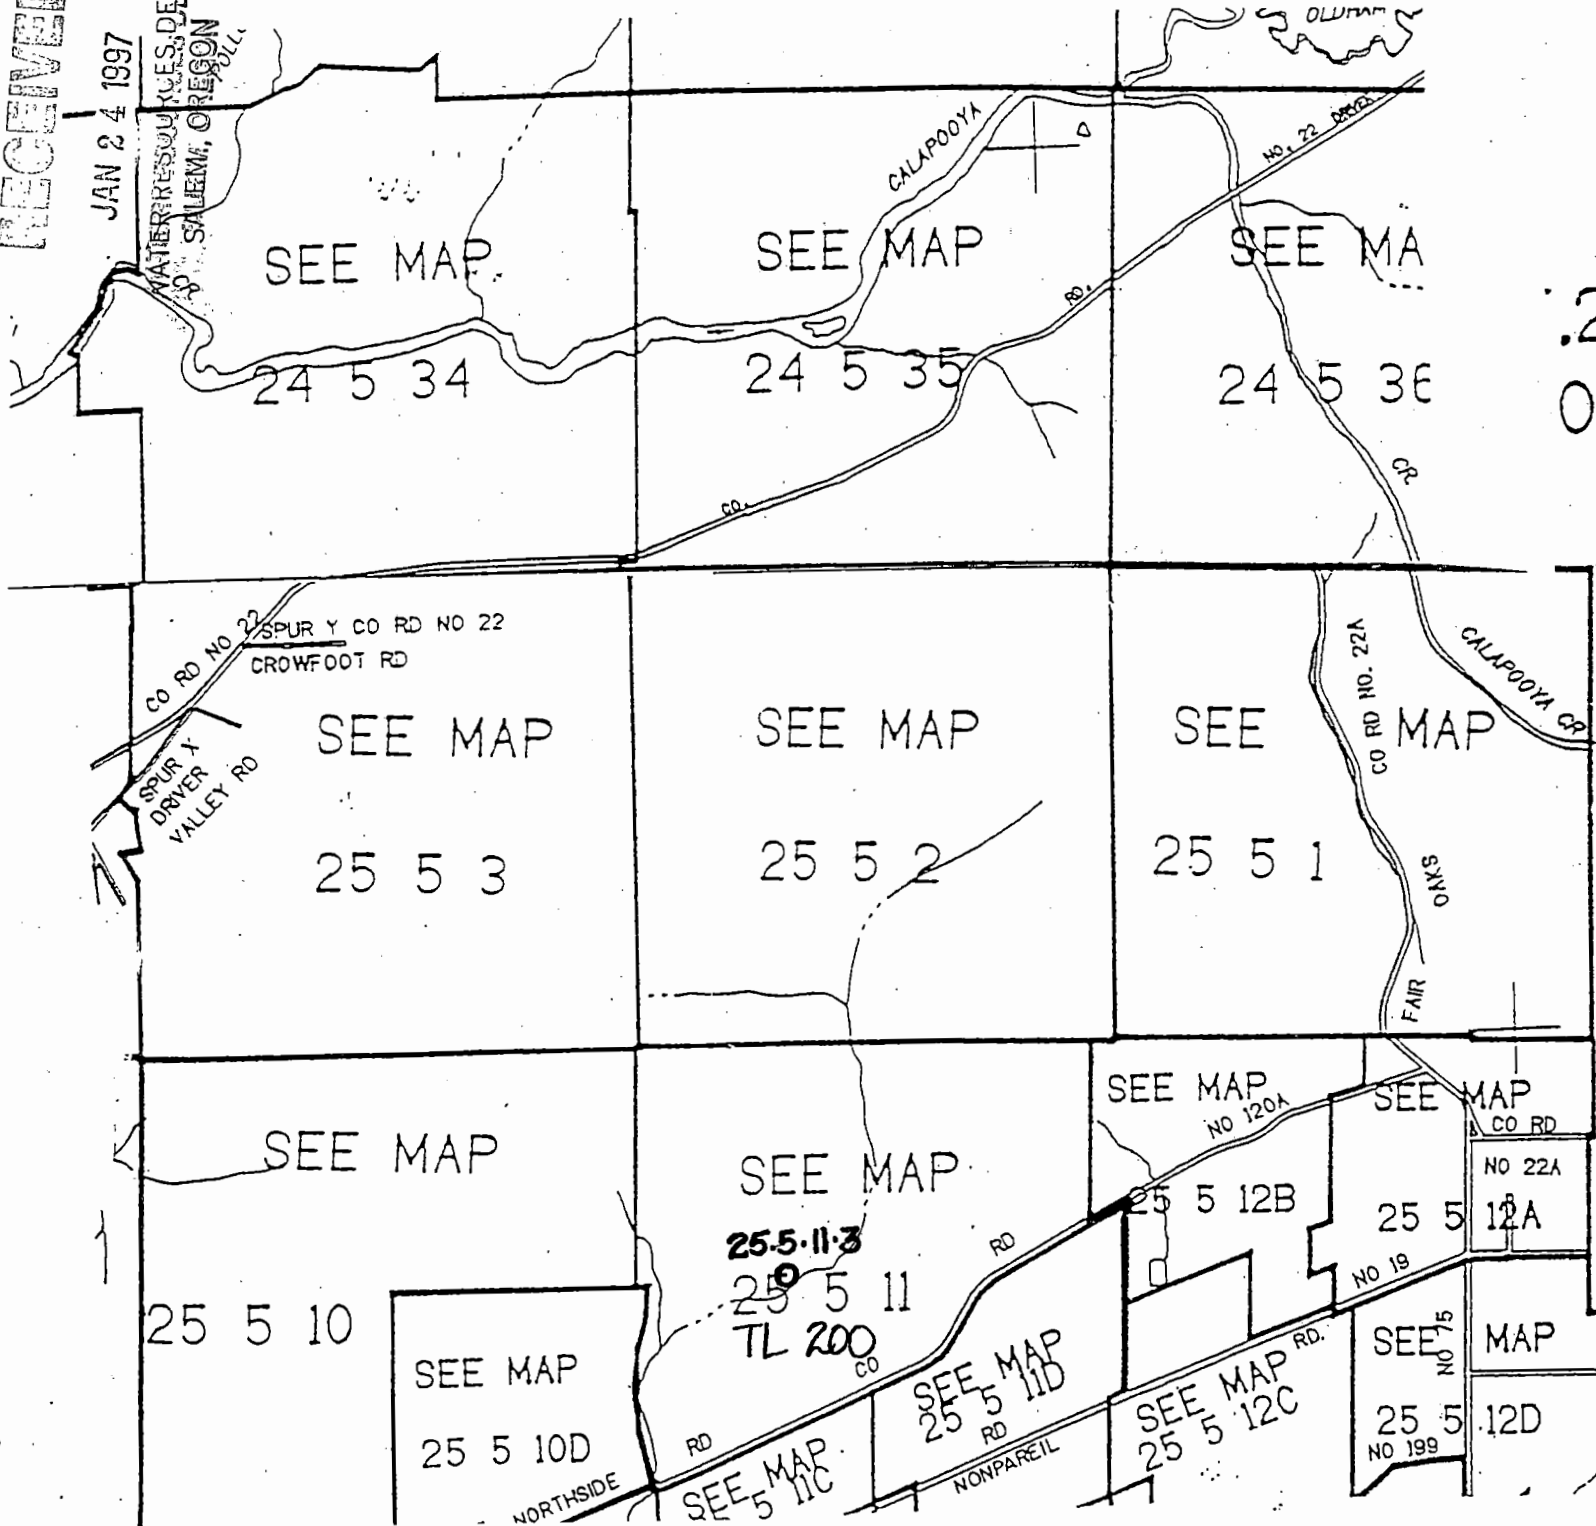 RECEIVED
JAN 24 1997
WATER RESOURCES DE
SALEM, OREGON
CR
OLDHAM
CALAPOOYA
NO. 22
SEE MAP
SEE MAP
SEE MA
RD.
24 5 34
24 5 35
24 5 36
CR
CO.
CO RD NO 22
SPUR Y CO RD NO 22
CROWFOOT RD
CO RD NO. 22A
CALAPOOYA CR
SEE MAP
SEE MAP
SEE MAP
SPUR X
DRIVER
VALLEY RD
25 5 3
25 5 2
25 5 1
OAKS
FAIR
SEE MAP
NO 120A
SEE MAP
CO RD
NO 22A
SEE MAP
SEE MAP
25 5 12B
25 5 12A
25·5·11·3
RD
NO 19
25 5 10
25 5 11
TL 200
CO
SEE MAP
SEE MAP
25 5 11D
RD.
SEE MAP
NO 75
SEE MAP
25 5 12C
25 5 10D
RD
RD
25 5 12D
NO 199
NONPAREIL
NORTHSIDE
SEE MAP
5 11C